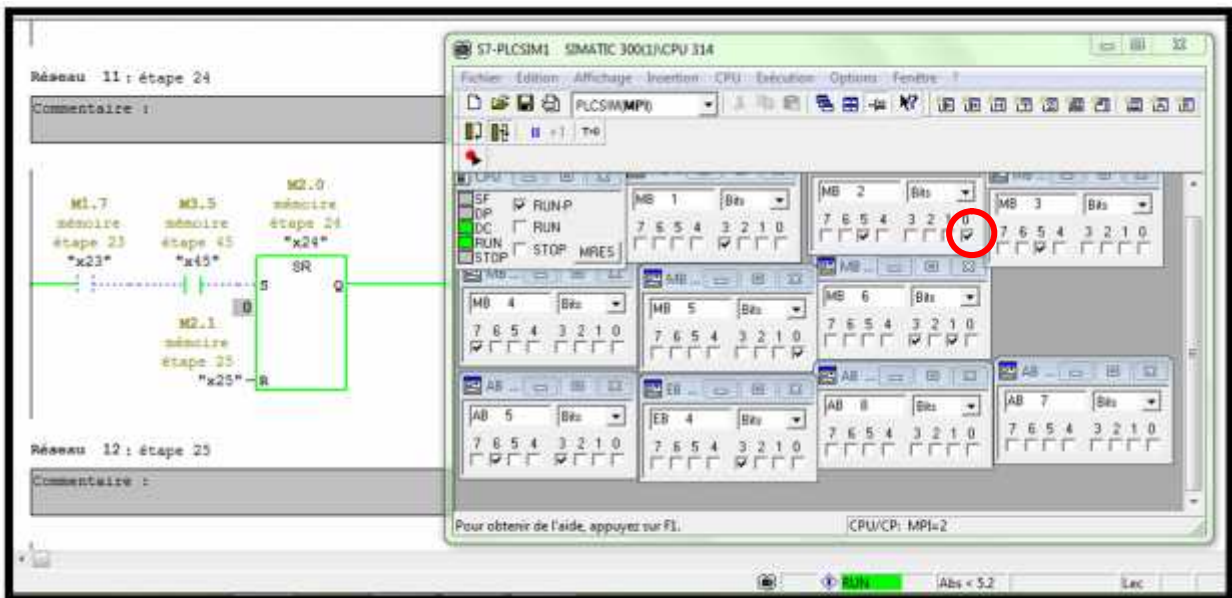 S7-PLCSIM1 SIMATIC 300(1)\CPU 314
Fichier Edition Affichage Insertion CPU Exécution Options Fenêtre ?
PLCSIM(MPI)
T=0
Réseau 11 : étape 24
Commentaire :
M1.7
mémoire
étape 23
"x23"
M3.5
mémoire
étape 45
"x45"
M2.0
mémoire
étape 24
"x24"
SR
S
Q
0
M2.1
mémoire
étape 25
"x25"
R
Réseau 12 : étape 25
Commentaire :
CPU
SF
DP
DC
RUN
STOP
RUN-P
RUN
STOP
MRES
MB 1 Bits
7 6 5 4 3 2 1 0
MB 2 Bits
7 6 5 4 3 2 1 0
MB 3 Bits
7 6 5 4 3 2 1 0
MB ...
MB 4 Bits
7 6 5 4 3 2 1 0
MB ...
MB 5 Bits
7 6 5 4 3 2 1 0
MB ...
MB 6 Bits
7 6 5 4 3 2 1 0
AB ...
AB 5 Bits
7 6 5 4 3 2 1 0
EB ...
EB 4 Bits
7 6 5 4 3 2 1 0
AB ...
AB 8 Bits
7 6 5 4 3 2 1 0
AB ...
AB 7 Bits
7 6 5 4 3 2 1 0
Pour obtenir de l'aide, appuyez sur F1.
CPU/CP: MPI=2
RUN
Abs < 5.2
Lec